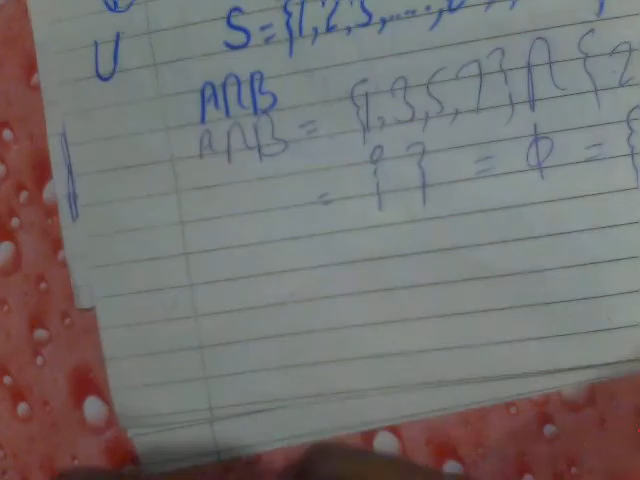 S = {1, 2, 3, ....,
U
A∩B
A∩B = {1, 3, 5, 7} ∩ {2
= { } = ϕ = {